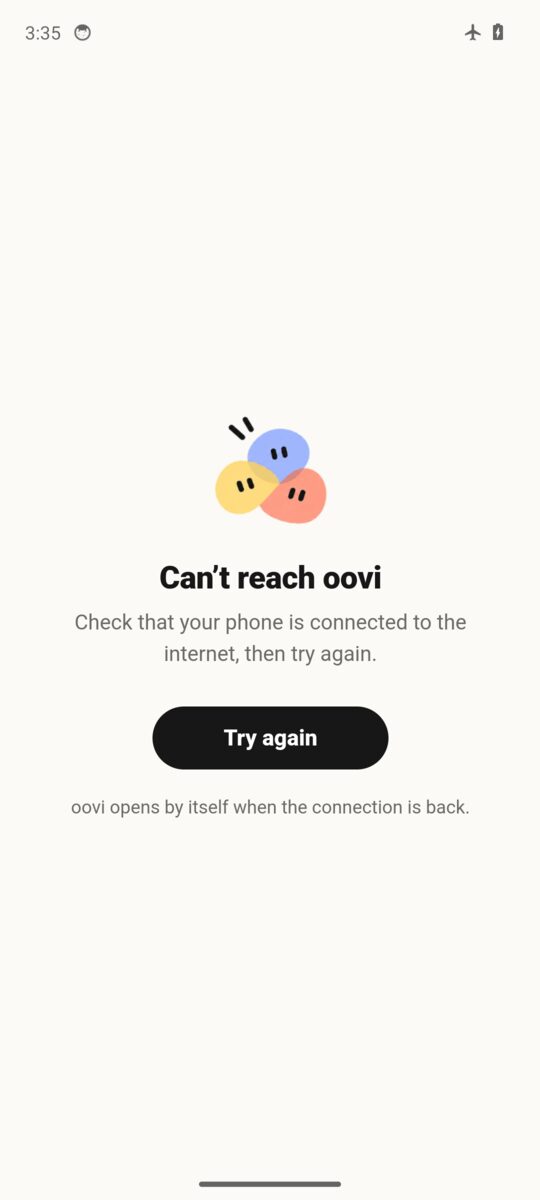 3:35
Can’t reach oovi
Check that your phone is connected to the
internet, then try again.
Try again
oovi opens by itself when the connection is back.